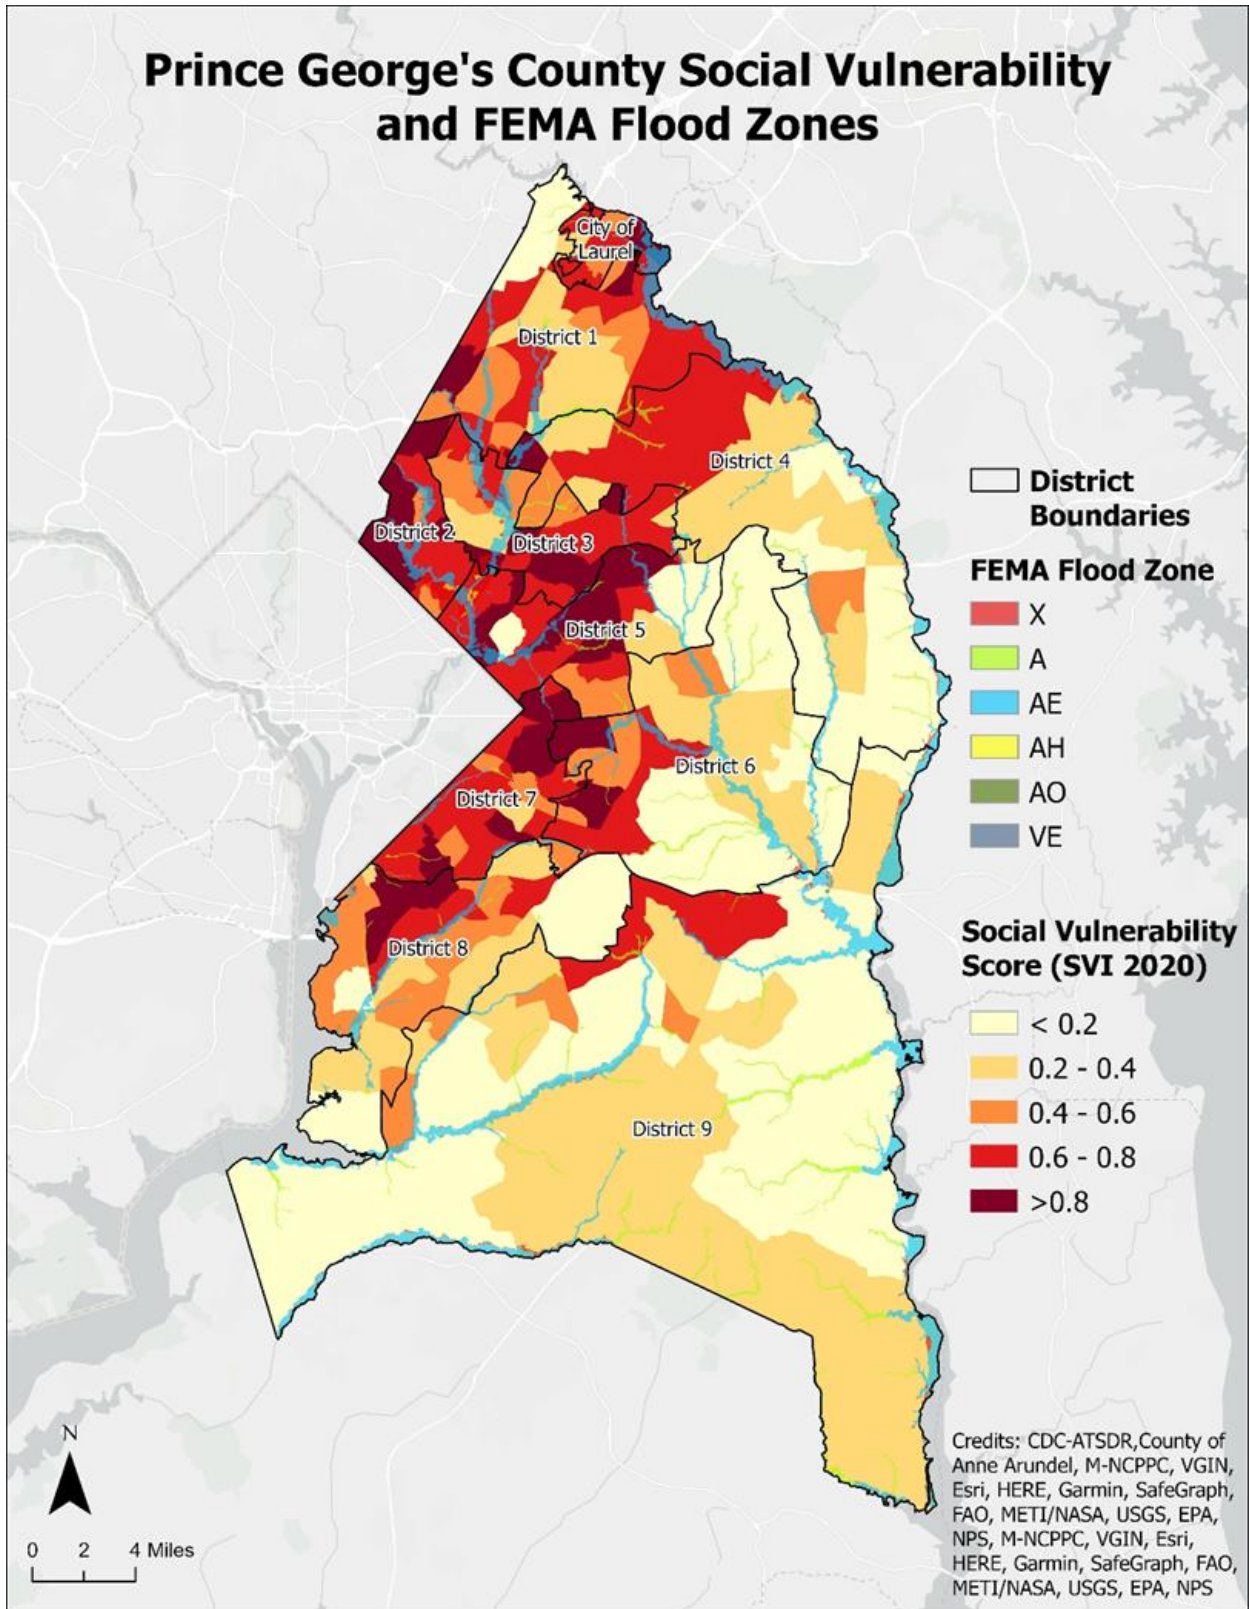 Prince George's County Social Vulnerability
and FEMA Flood Zones
City of
Laurel
District 1
District 4
District 2
District 3
District 5
District 6
District 7
District 8
District 9
District
Boundaries
FEMA Flood Zone
X
A
AE
AH
AO
VE
Social Vulnerability
Score (SVI 2020)
< 0.2
0.2 - 0.4
0.4 - 0.6
0.6 - 0.8
>0.8
N
0 2 4 Miles
Credits: CDC-ATSDR,County of
Anne Arundel, M-NCPPC, VGIN,
Esri, HERE, Garmin, SafeGraph,
FAO, METI/NASA, USGS, EPA,
NPS, M-NCPPC, VGIN, Esri,
HERE, Garmin, SafeGraph, FAO,
METI/NASA, USGS, EPA, NPS